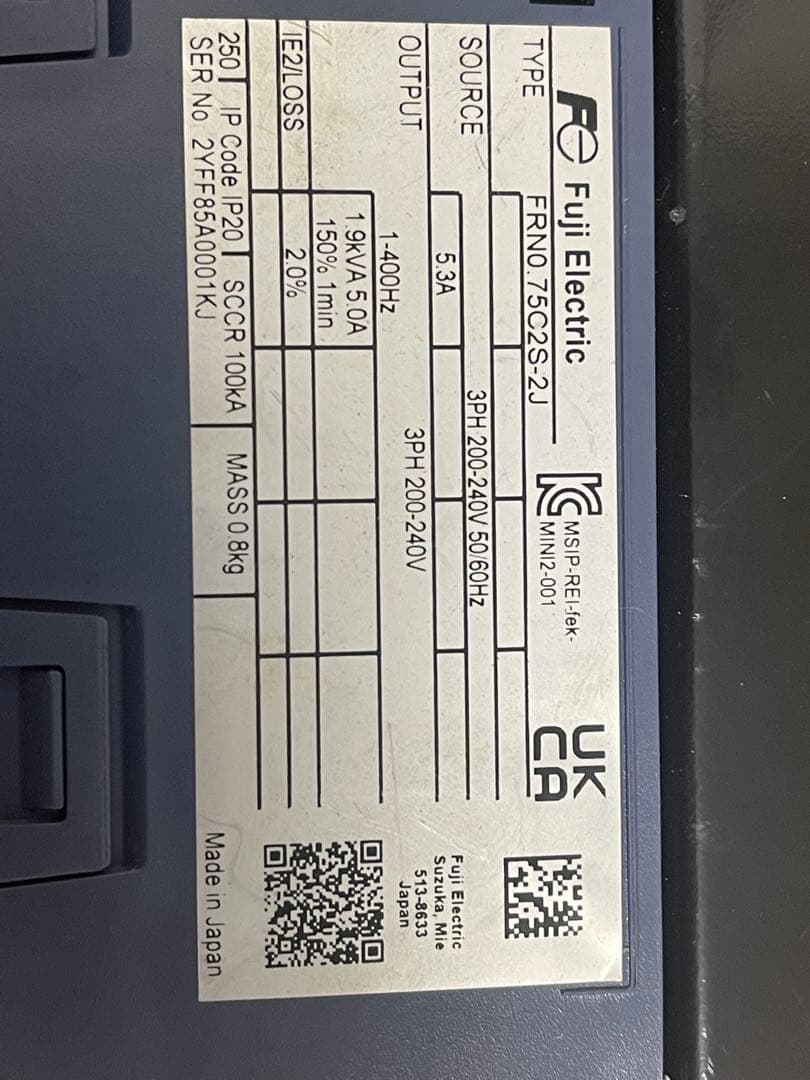 Fe Fuji Electric
MSIP-REI-fek-
MINI2-001
UK
CA
TYPE FRN0.75C2S-2J
SOURCE 3PH 200-240V 50/60Hz
5.3A
OUTPUT 3PH 200-240V
1-400Hz
1.9kVA 5.0A
150% 1min
IE2/LOSS 2.0%
250 IP Code IP20 SCCR 100kA MASS 0.8kg
SER No. 2YFF85A0001KJ
Fuji Electric
Suzuka, Mie
513-8633
Japan
Made in Japan